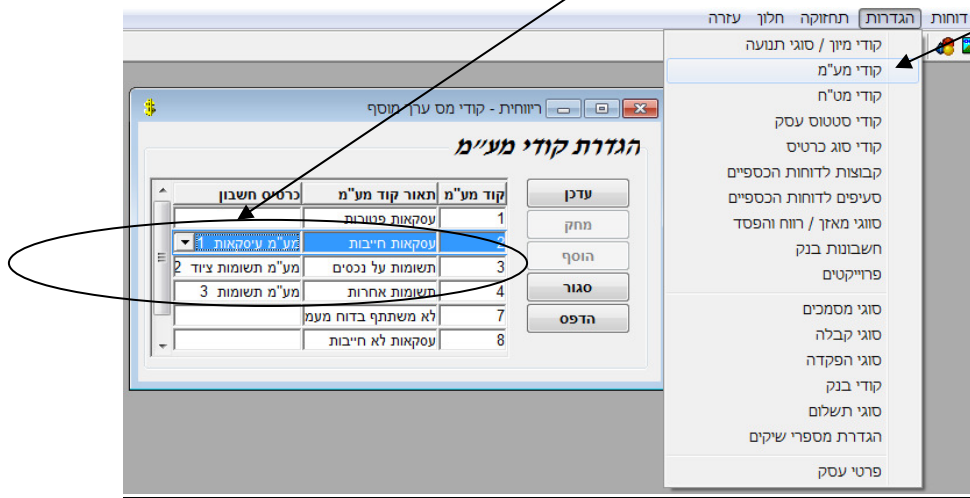 דוחות הגדרות תחזוקה חלון עזרה
קודי מיון / סוגי תנועה
קודי מע"מ
קודי מט"ח
קודי סטטוס עסק
קודי סוג כרטיס
קבוצות לדוחות הכספיים
סעיפים לדוחות הכספיים
סווגי מאזן / רווח והפסד
חשבונות בנק
פרוייקטים
סוגי מסמכים
סוגי קבלה
סוגי הפקדה
קודי בנק
סוגי תשלום
הגדרת מספרי שיקים
פרטי עסק
ריווחית - קודי מס ערך מוסף
הגדרת קודי מע"מ
קוד מע"מ תאור קוד מע"מ כרטיס חשבון
1 עסקאות פטורות
2 עסקאות חייבות מע"מ עיסקאות 1
3 תשומות על נכסים מע"מ תשומות ציוד 2
4 תשומות אחרות מע"מ תשומות 3
7 לא משתתף בדוח מעמ
8 עסקאות לא חייבות
עדכן
מחק
הוסף
סגור
הדפס